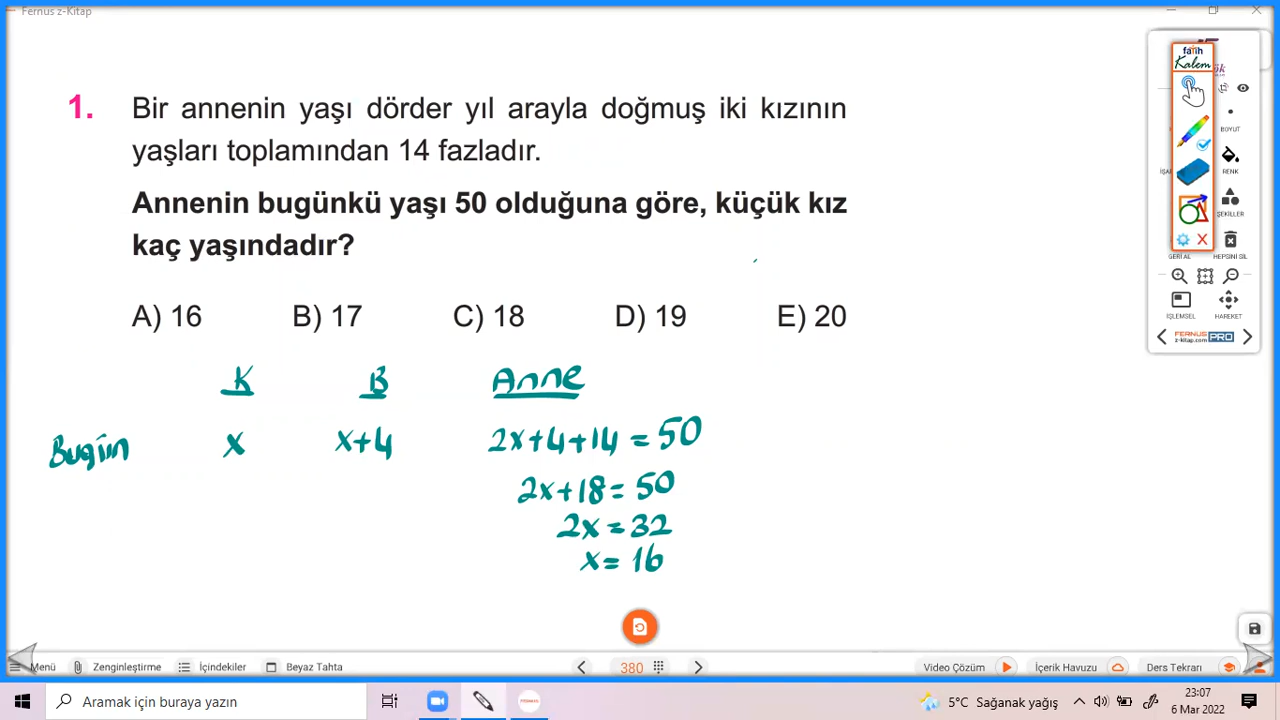 Fernus z-Kitap
1. Bir annenin yaşı dörder yıl arayla doğmuş iki kızının
yaşları toplamından 14 fazladır.
Annenin bugünkü yaşı 50 olduğuna göre, küçük kız
kaç yaşındadır?
A) 16 B) 17 C) 18 D) 19 E) 20
K B Anne
Bugün x x+4 2x+4+14 = 50
2x+18 = 50
2x = 32
x = 16
fatih
Kalem
BOYUT
RENK
ŞEKİLLER
GERİ AL HEPSİNİ SİL
İŞLEMSEL HAREKET
FERNUS
z-kitap.com PRO
Menü Zenginleştirme İçindekiler Beyaz Tahta 380 Video Çözüm İçerik Havuzu Ders Tekrarı
Aramak için buraya yazın 5°C Sağanak yağış 23:07
6 Mar 2022